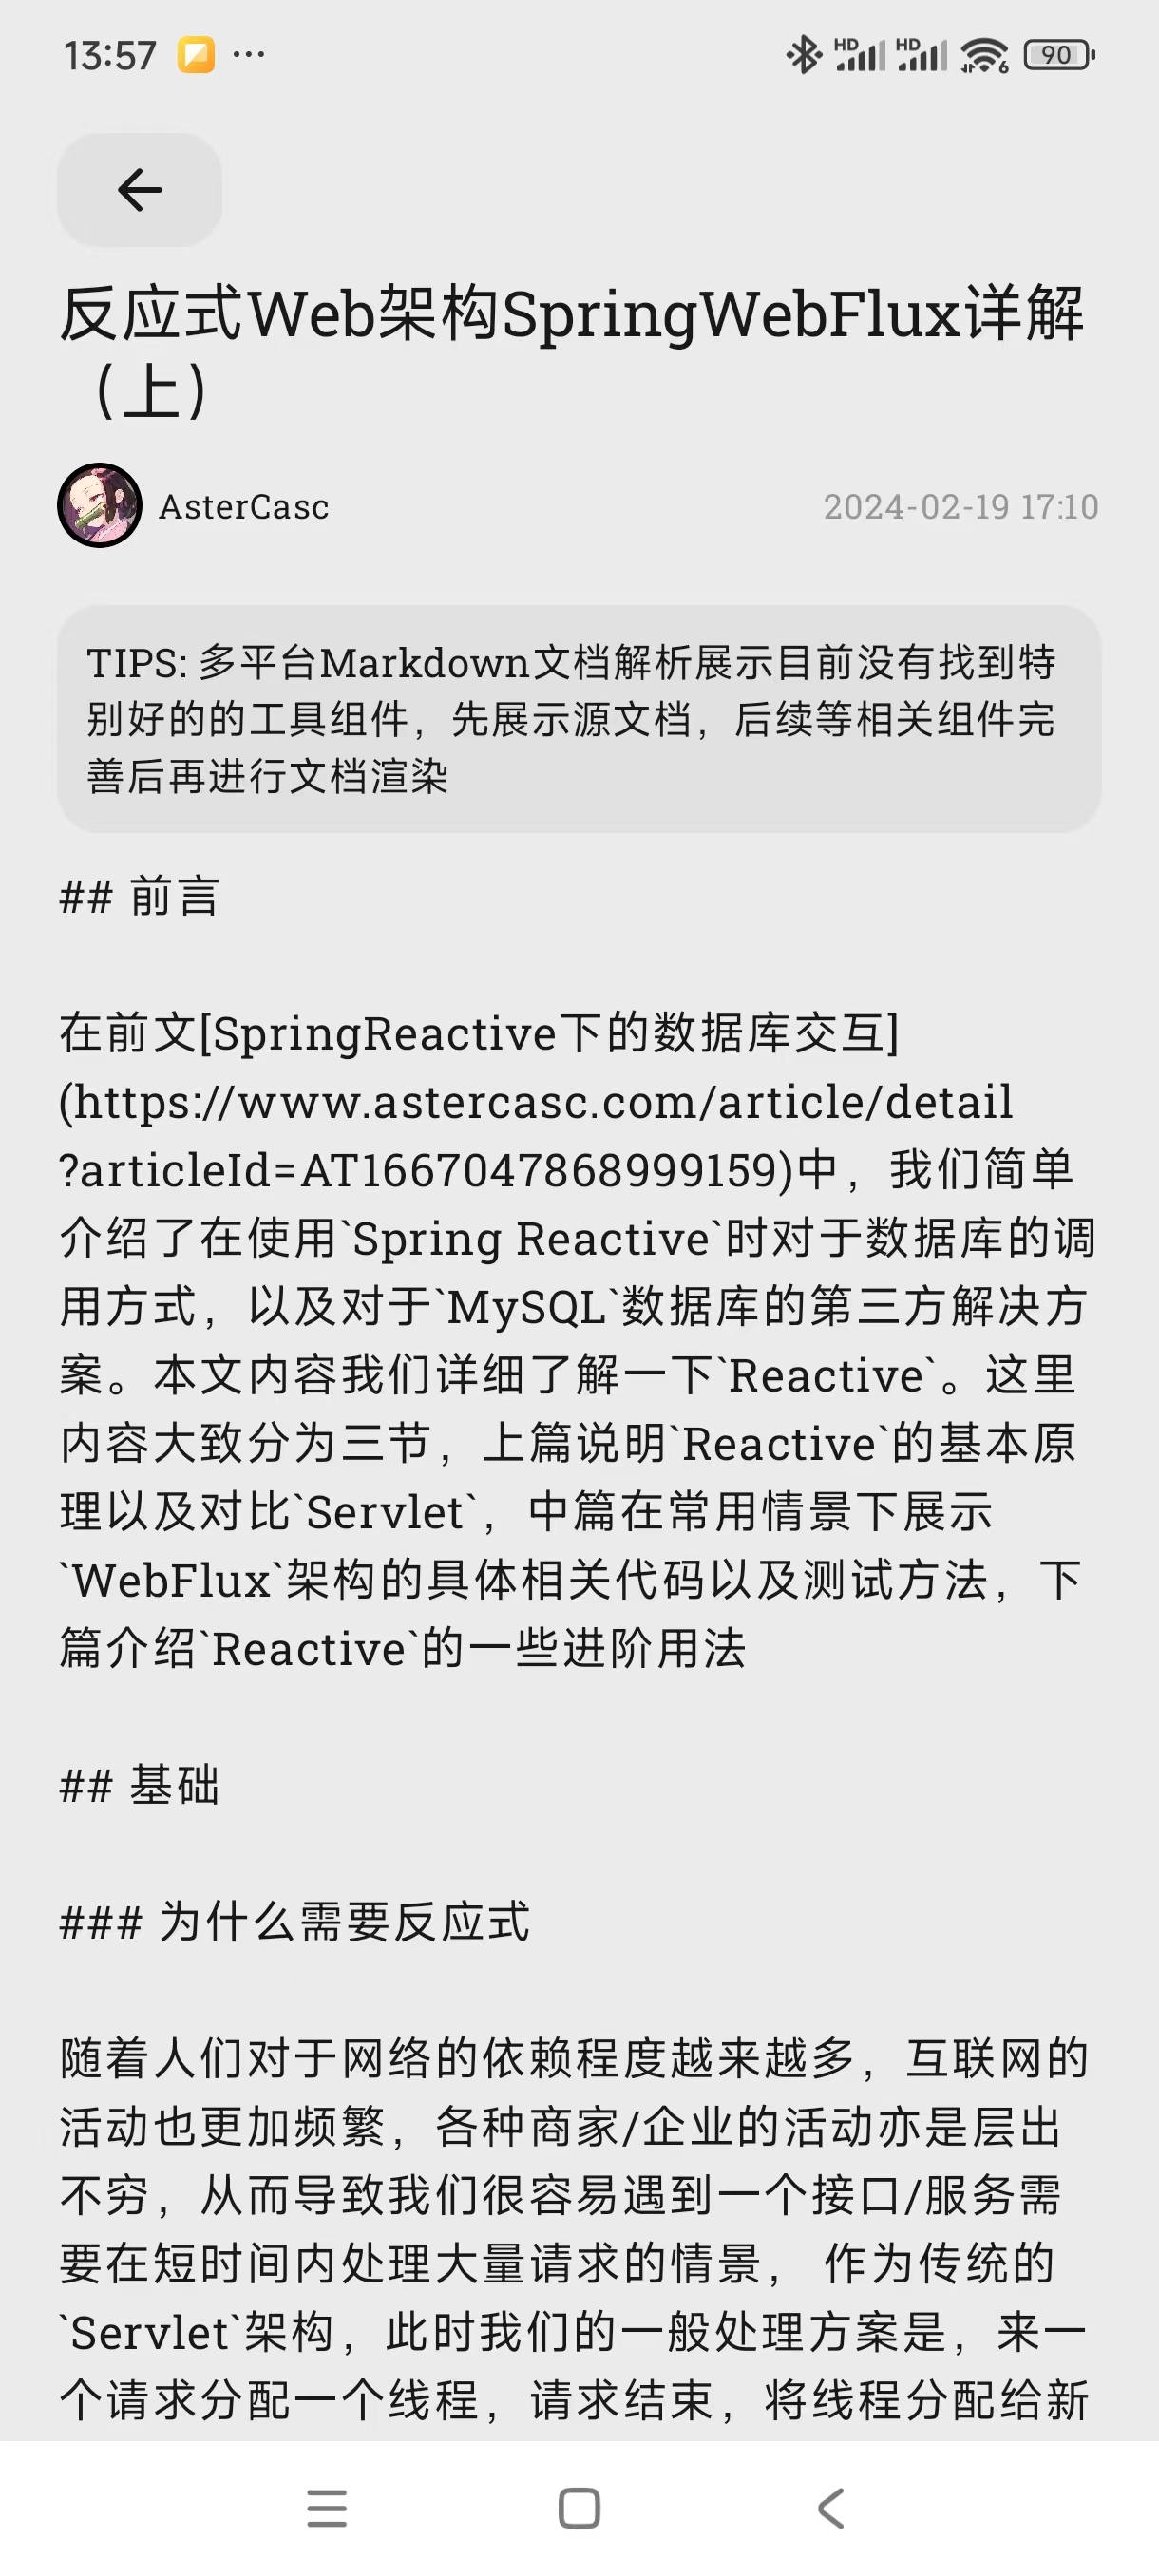 13:57
HD HD 6 90
反应式Web架构SpringWebFlux详解
（上）
AsterCasc 2024-02-19 17:10
TIPS: 多平台Markdown文档解析展示目前没有找到特
别好的的工具组件，先展示源文档，后续等相关组件完
善后再进行文档渲染
## 前言
在前文[SpringReactive下的数据库交互]
(https://www.astercasc.com/article/detail
?articleId=AT1667047868999159)中，我们简单
介绍了在使用`Spring Reactive`时对于数据库的调
用方式，以及对于`MySQL`数据库的第三方解决方
案。本文内容我们详细了解一下`Reactive`。这里
内容大致分为三节，上篇说明`Reactive`的基本原
理以及对比`Servlet`，中篇在常用情景下展示
`WebFlux`架构的具体相关代码以及测试方法，下
篇介绍`Reactive`的一些进阶用法
## 基础
### 为什么需要反应式
随着人们对于网络的依赖程度越来越多，互联网的
活动也更加频繁，各种商家/企业的活动亦是层出
不穷，从而导致我们很容易遇到一个接口/服务需
要在短时间内处理大量请求的情景， 作为传统的
`Servlet`架构，此时我们的一般处理方案是，来一
个请求分配一个线程，请求结束，将线程分配给新